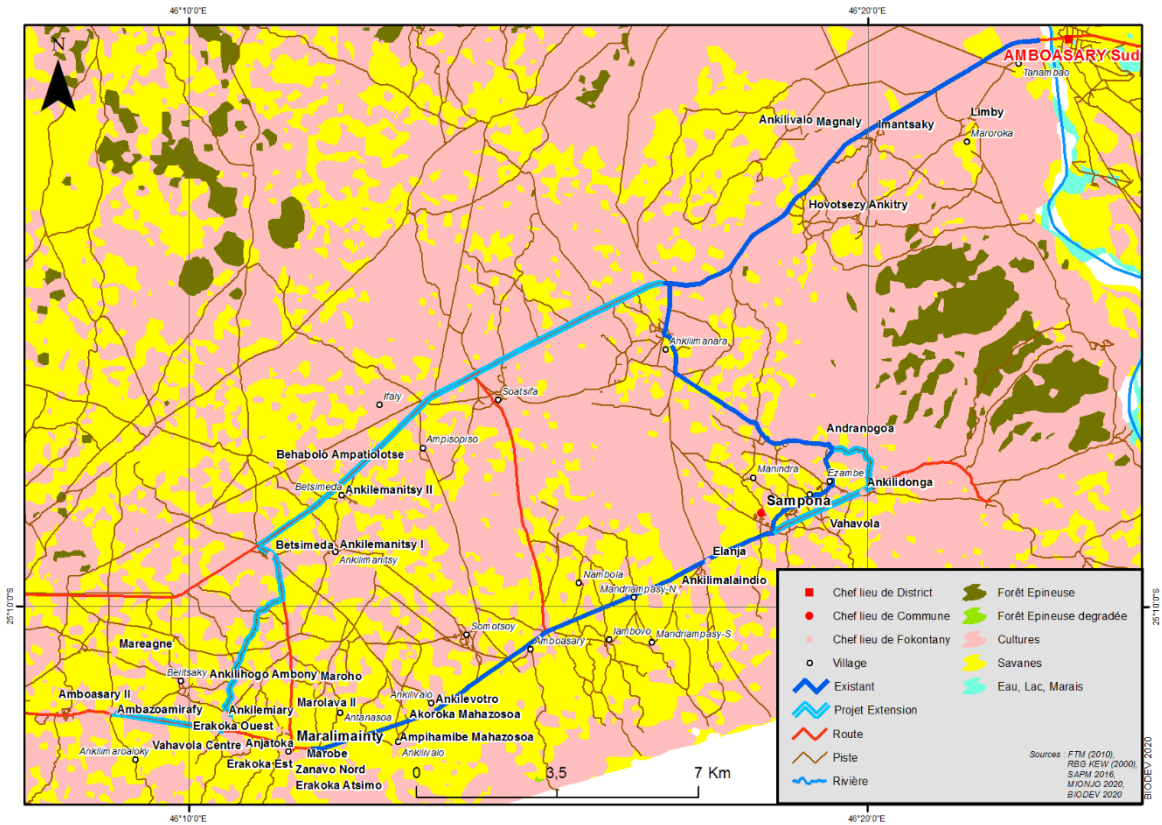 46°10'0"E
46°20'0"E
N
AMBOASARY Sud
Tanambao
Limby
Ankilivalo Magnaly
Imantsaky
Maroroka
Hovotsezy Ankitry
Ankilimanara
Ifaly
Soatsifa
Andranogoa
Ampisopiso
Behabolo Ampatiolotse
Manindra
Ezambe
Betsimeda
Ankilemanitsy II
Ankilidonga
Sampona
Vahavola
Betsimeda
Ankilemanitsy I
Elanja
Ankilimanitsy
Ankilimalaindio
Nambola
Mandriampasy-N
25°10'0"S
25°10'0"S
Somotsoy
Iambovo
Mandriampasy-S
Mareagne
Amboasary
Belitsaky
Ankilihogo Ambony
Maroho
Amboasary II
Ankilivalo
Ankilevotro
Ambazoamirafy
Ankilemiary
Marolava II
Antanasoa
Akoroka Mahazosoa
Erakoka Ouest
Maralimainty
Ampihamibe Mahazosoa
Vahavola Centre
Anjatoka
Ankilimaroaloky
Marobe
Ankilivalo
Erakoka Est
Zanavo Nord
Erakoka Atsimo
0
3,5
7 Km
Chef lieu de District
Chef lieu de Commune
Chef lieu de Fokontany
Village
Existant
Projet Extension
Route
Piste
Rivière
Forêt Epineuse
Forêt Epineuse degradée
Cultures
Savanes
Eau, Lac, Marais
Sources : FTM (2010),
RBG KEW (2000),
SAPM 2016,
MIONJO 2020,
BIODEV 2020
BIODEV 2020
46°10'0"E
46°20'0"E